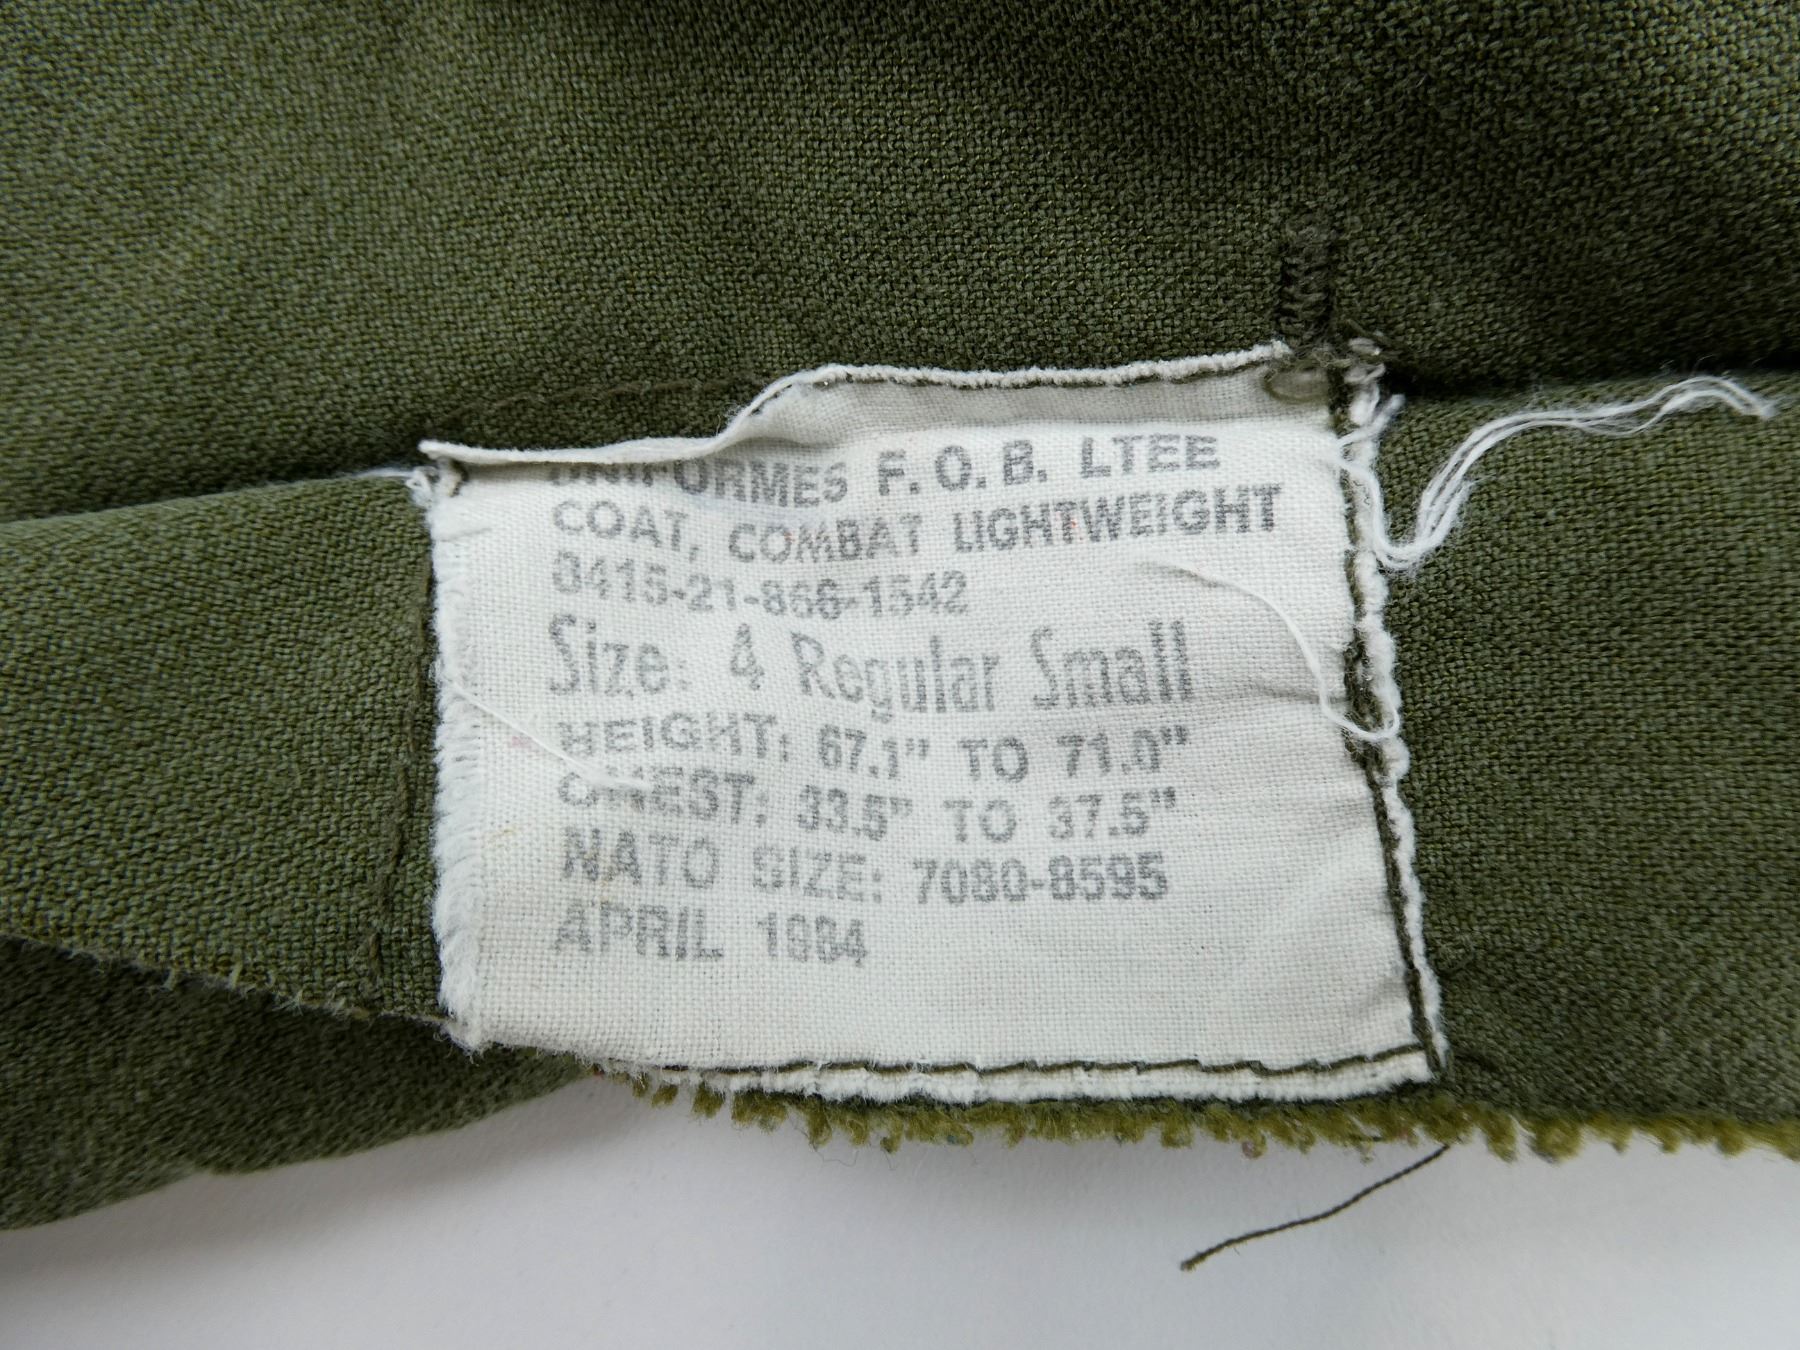 UNIFORMES F.O.B. LTEE
COAT, COMBAT LIGHTWEIGHT
8415-21-866-1542
Size: 4 Regular Small
HEIGHT: 67.1" TO 71.0"
CHEST: 33.5" TO 37.5"
NATO SIZE: 7080-8595
APRIL 1984